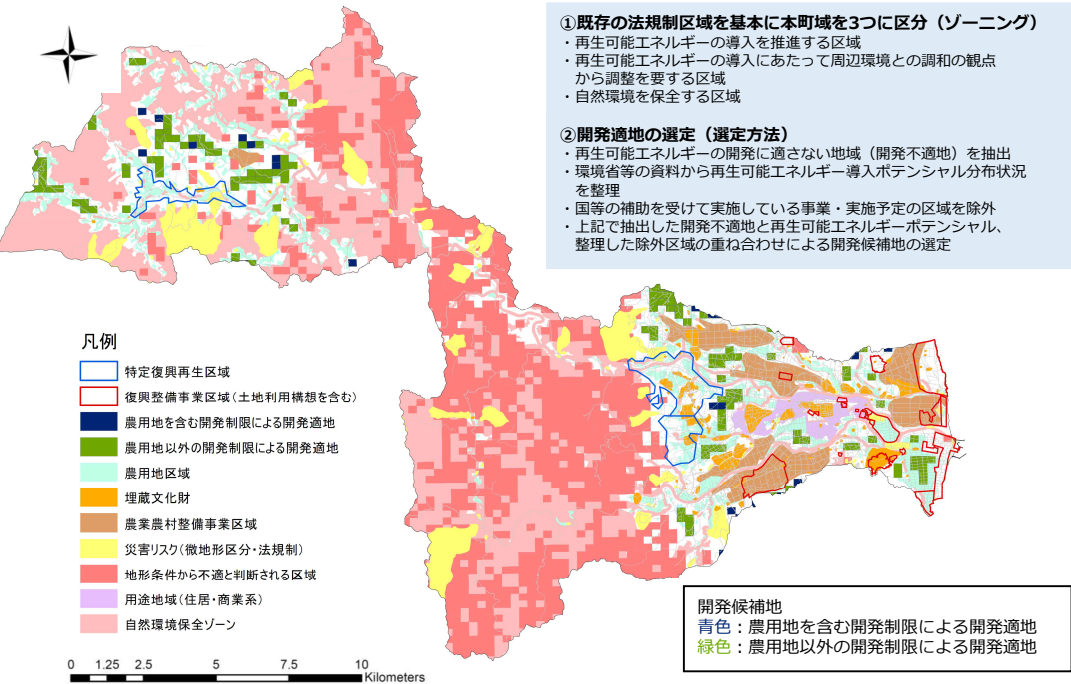 ①既存の法規制区域を基本に本町域を3つに区分（ゾーニング）
・再生可能エネルギーの導入を推進する区域
・再生可能エネルギーの導入にあたって周辺環境との調和の観点
から調整を要する区域
・自然環境を保全する区域
②開発適地の選定（選定方法）
・再生可能エネルギーの開発に適さない地域（開発不適地）を抽出
・環境省等の資料から再生可能エネルギー導入ポテンシャル分布状況
を整理
・国等の補助を受けて実施している事業・実施予定の区域を除外
・上記で抽出した開発不適地と再生可能エネルギーポテンシャル、
整理した除外区域の重ね合わせによる開発候補地の選定
凡例
特定復興再生区域
復興整備事業区域(土地利用構想を含む)
農用地を含む開発制限による開発適地
農用地以外の開発制限による開発適地
農用地区域
埋蔵文化財
農業農村整備事業区域
災害リスク(微地形区分・法規制)
地形条件から不適と判断される区域
用途地域(住居・商業系)
自然環境保全ゾーン
0 1.25 2.5 5 7.5 10
Kilometers
開発候補地
青色：農用地を含む開発制限による開発適地
緑色：農用地以外の開発制限による開発適地